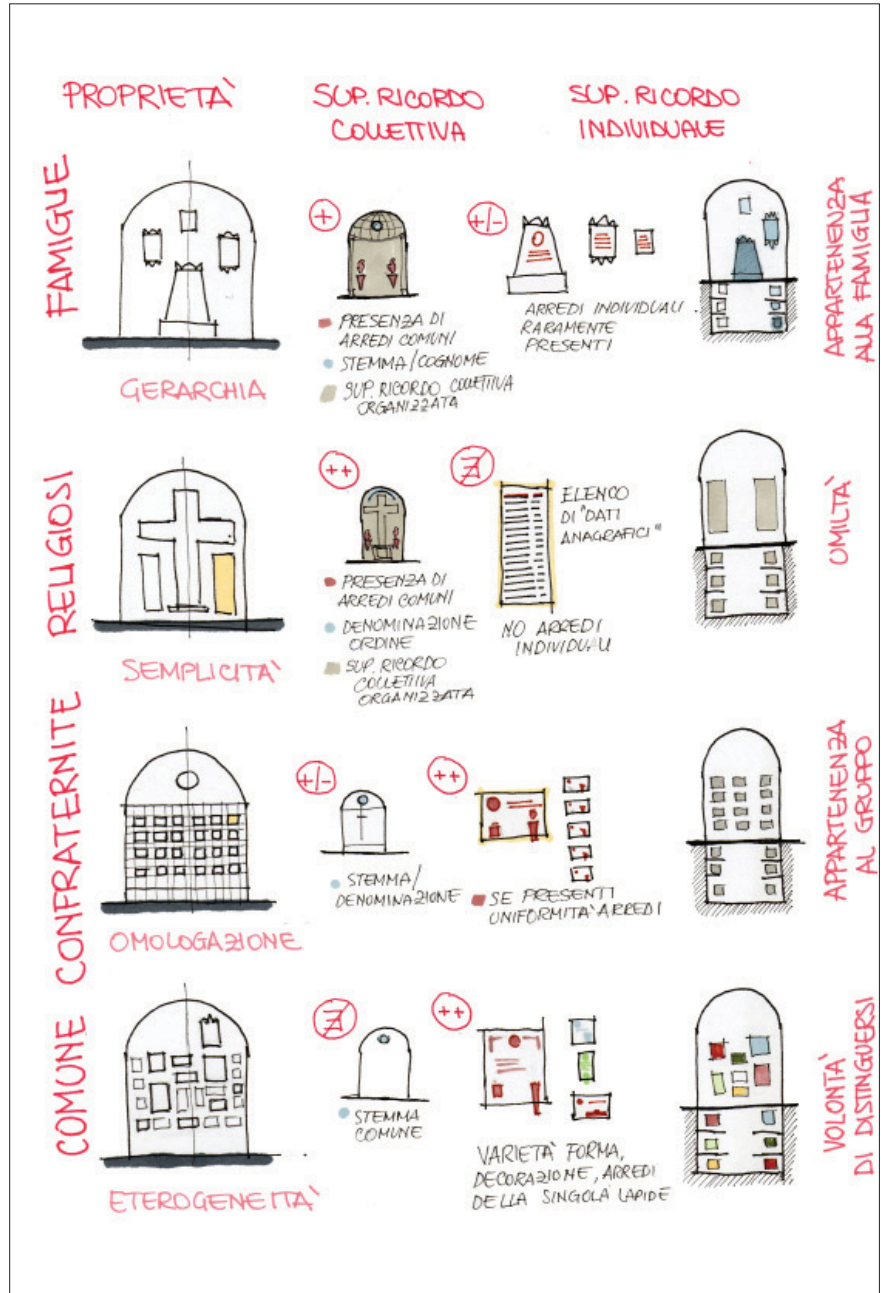 PROPRIETÀ
SUP. RICORDO
COLLETTIVA
SUP. RICORDO
INDIVIDUALE
FAMIGLIE
GERARCHIA
+
PRESENZA DI
ARREDI COMUNI
STEMMA/COGNOME
SUP. RICORDO COLLETTIVA
ORGANIZZATA
+/-
ARREDI INDIVIDUALI
RARAMENTE
PRESENTI
APPARTENENZA
ALLA FAMIGLIA
RELIGIOSI
SEMPLICITÀ
++
PRESENZA DI
ARREDI COMUNI
DENOMINAZIONE
ORDINE
SUP. RICORDO
COLLETTIVA
ORGANIZZATA
∄
ELENCO
DI "DATI
ANAGRAFICI"
NO ARREDI
INDIVIDUALI
UMILTÀ
CONFRATERNITE
OMOLOGAZIONE
+/-
STEMMA/
DENOMINAZIONE
++
SE PRESENTI
UNIFORMITÀ ARREDI
APPARTENENZA
AL GRUPPO
COMUNE
ETEROGENEITÀ
∄
STEMMA
COMUNE
++
VARIETÀ FORMA,
DECORAZIONE, ARREDI
DELLA SINGOLA LAPIDE
VOLONTÀ
DI DISTINGUERSI